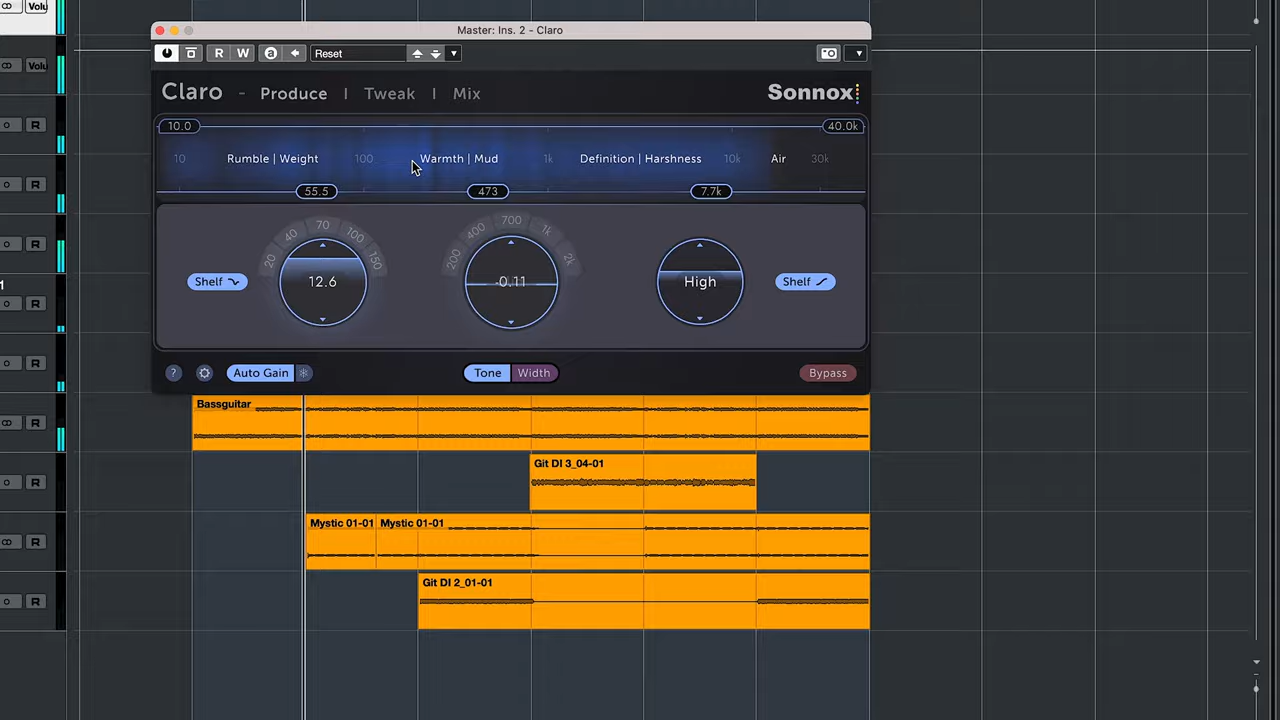 Master: Ins. 2 - Claro
Volu
R W a Reset
Volu
Claro - Produce | Tweak | Mix Sonnox
10.0 40.0k
R
10 Rumble | Weight 100 Warmth | Mud 1k Definition | Harshness 10k Air 30k
R
55.5 473 7.7k
20 40 70 100 150
200 400 700 1k 2k
R
Shelf 12.6 -0.11 High Shelf
1
R
R
? Auto Gain Tone Width Bypass
Bassguitar
R
Git DI 3_04-01
R
Mystic 01-01 Mystic 01-01
R
Git DI 2_01-01
R